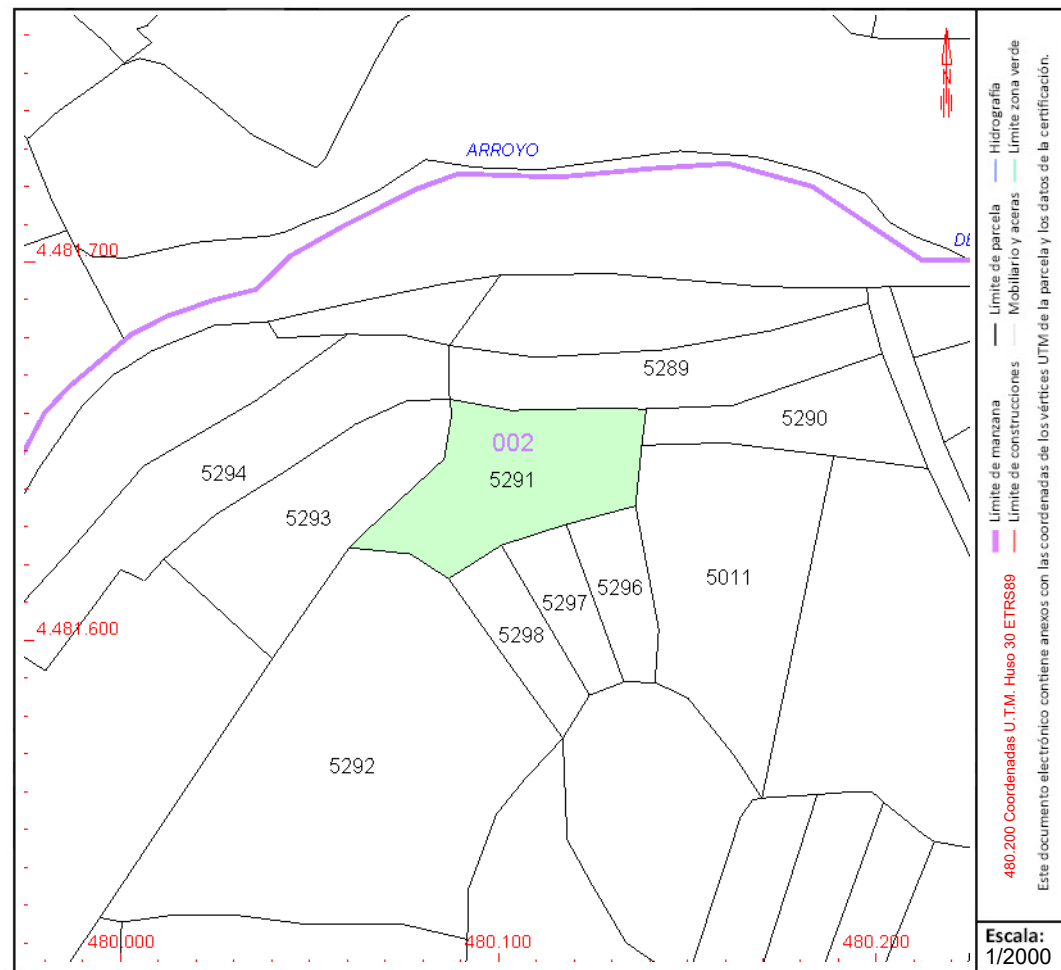 ARROYO
DE
4.481.700
5289
5290
002
5294
5291
5293
5011
5296
5297
4.481.600
5298
5292
480.000
480.100
480.200
N
Hidrografía
Límite zona verde
Límite de parcela
Mobiliario y aceras
Límite de manzana
Límite de construcciones
480.200 Coordenadas U.T.M. Huso 30 ETRS89
Este documento electrónico contiene anexos con las coordenadas de los vértices UTM de la parcela y los datos de la certificación.
Escala:
1/2000